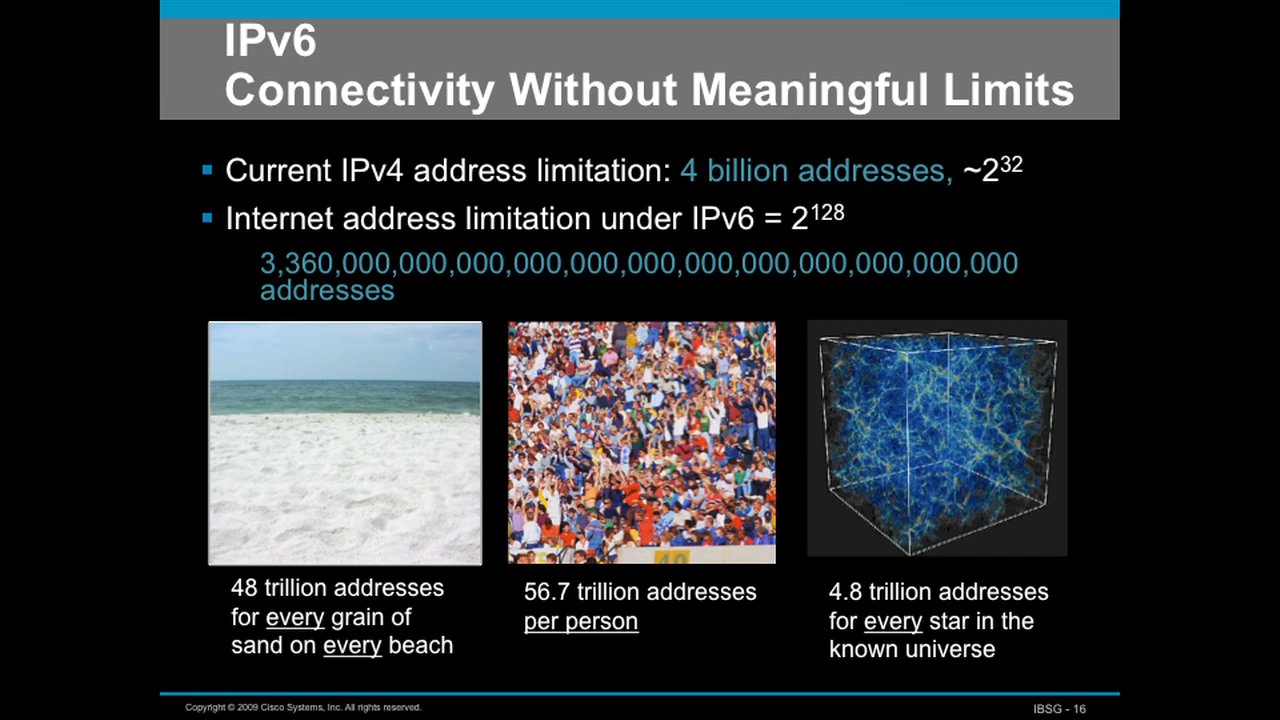 IPv6
Connectivity Without Meaningful Limits
Current IPv4 address limitation: 4 billion addresses, ~2³²
Internet address limitation under IPv6 = 2¹²⁸
3,360,000,000,000,000,000,000,000,000,000,000,000,000
addresses
48 trillion addresses
for every grain of
sand on every beach
56.7 trillion addresses
per person
4.8 trillion addresses
for every star in the
known universe
40
Copyright © 2009 Cisco Systems, Inc. All rights reserved.
IBSG - 16